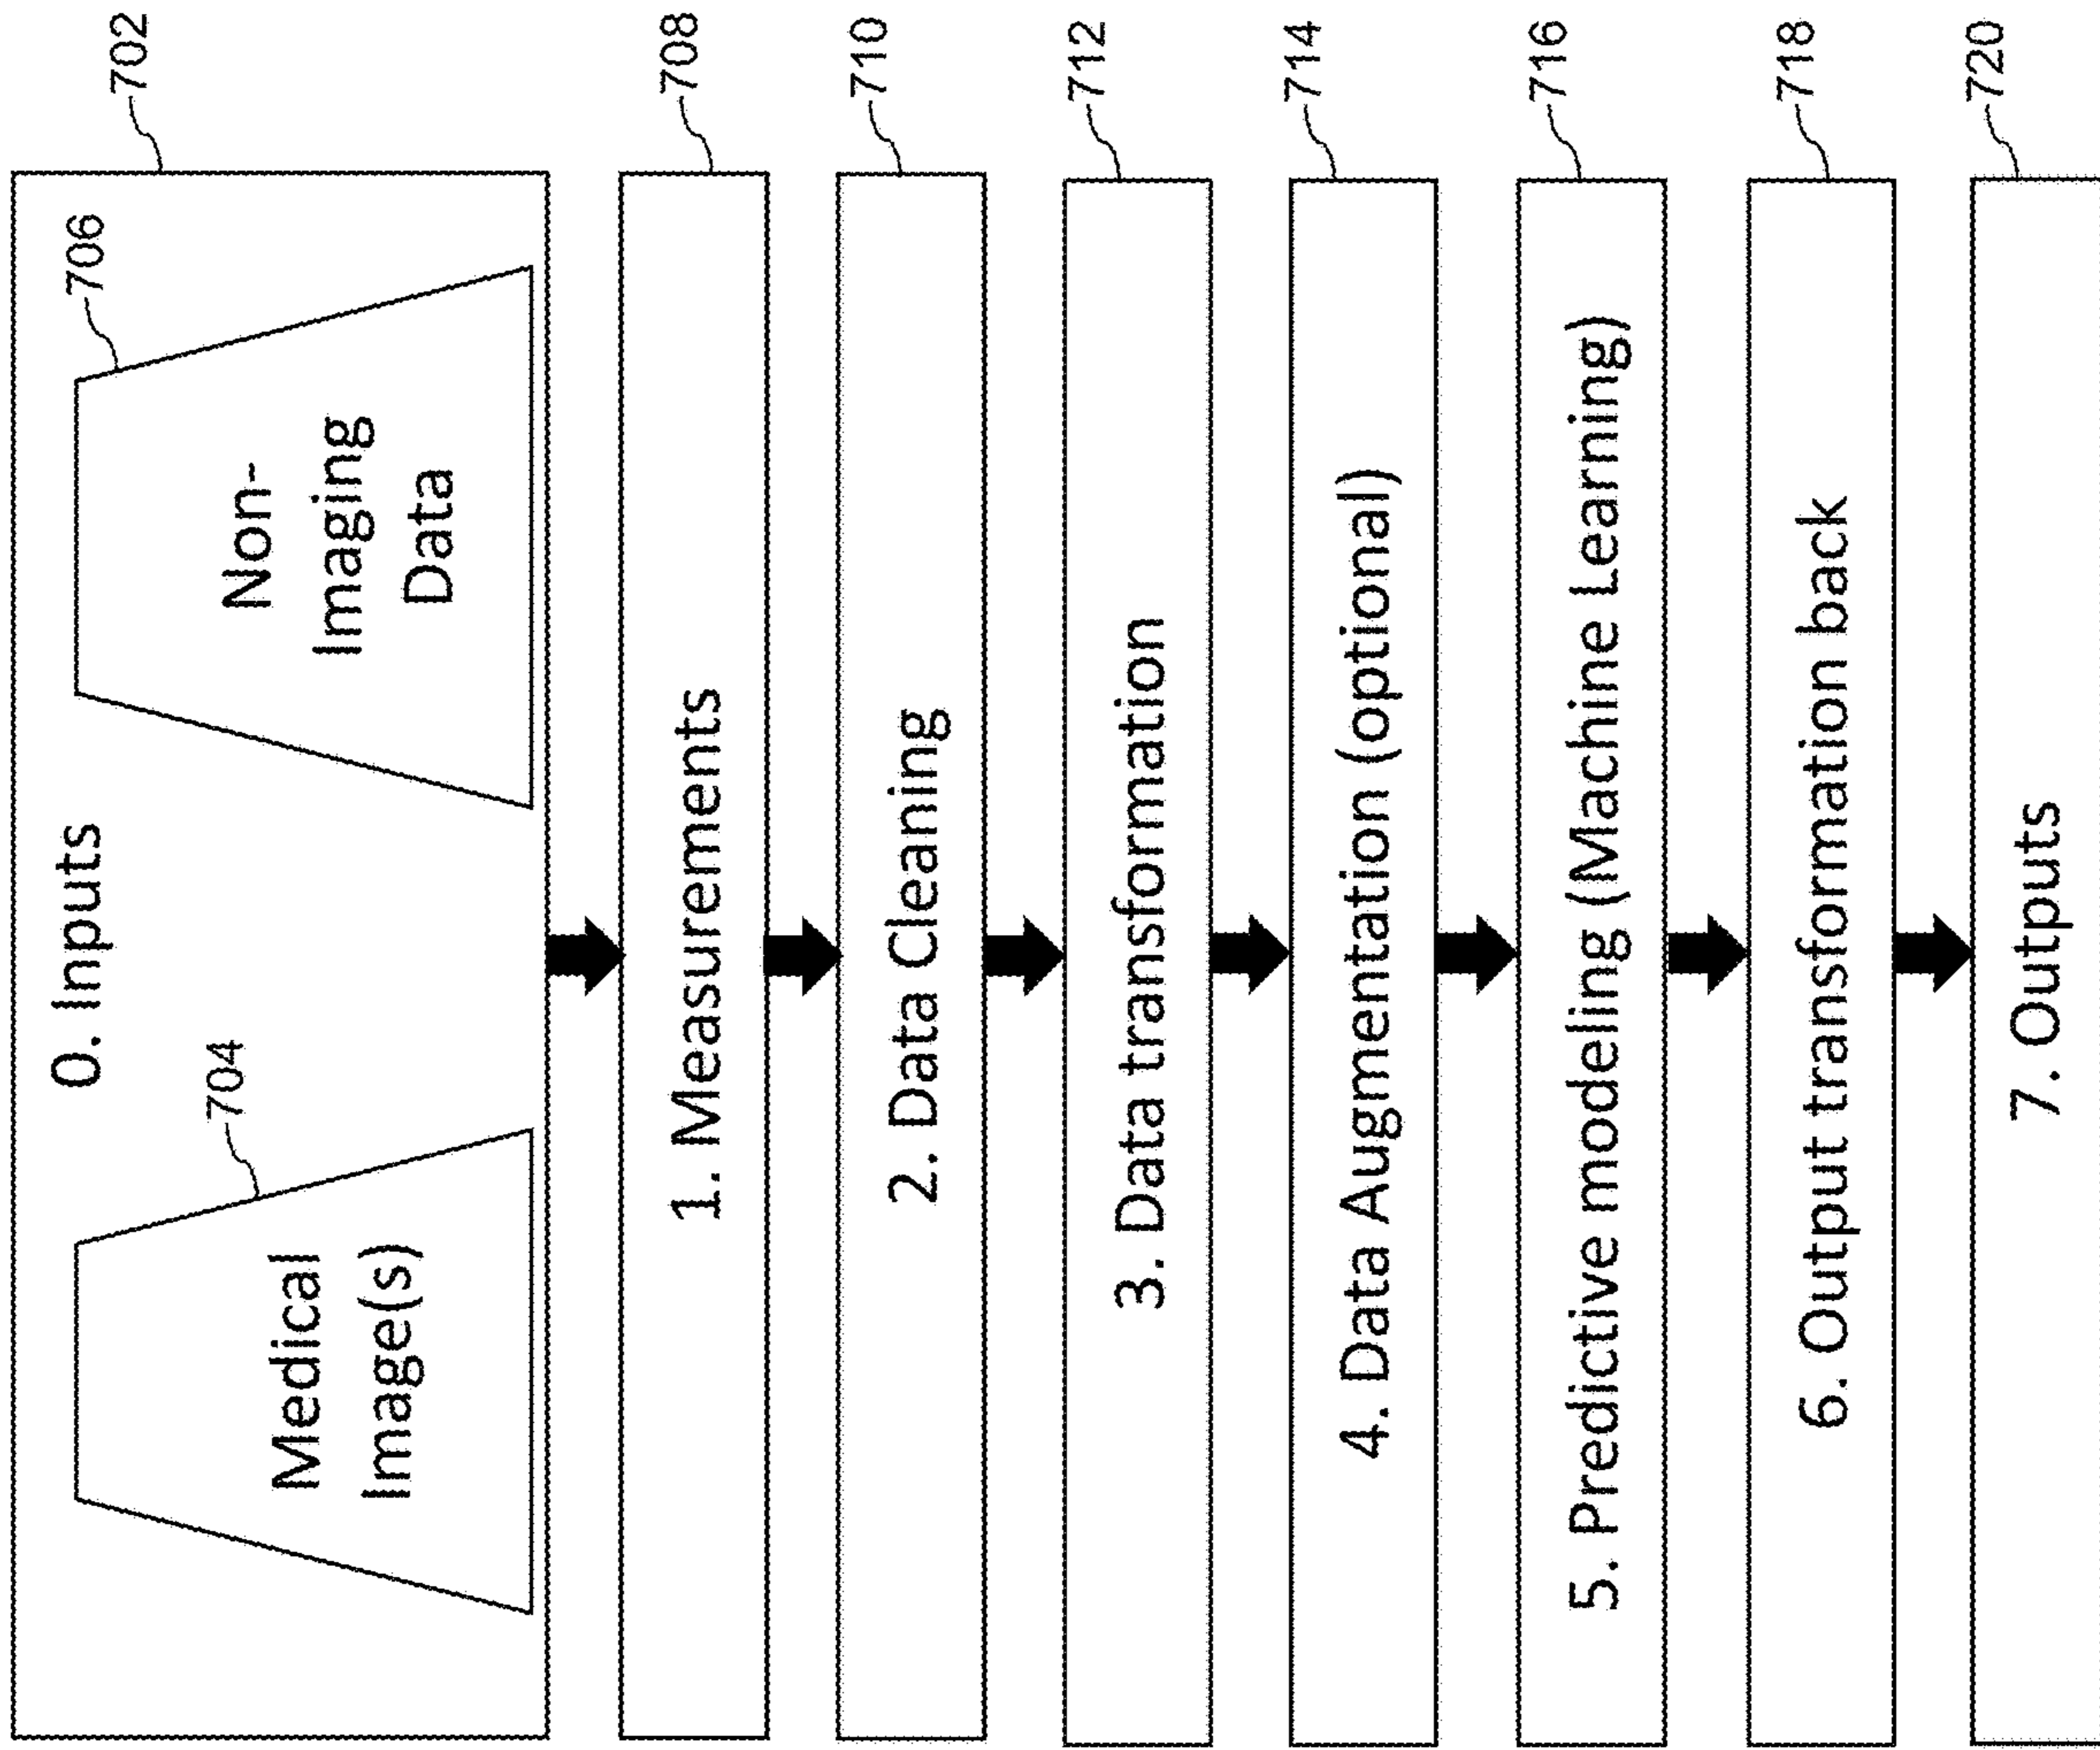 702
0. Inputs
704
Medical
Image(s)
706
Non-
Imaging
Data
708
1. Measurements
710
2. Data Cleaning
712
3. Data transformation
714
4. Data Augmentation (optional)
716
5. Predictive modeling (Machine Learning)
718
6. Output transformation back
720
7. Outputs